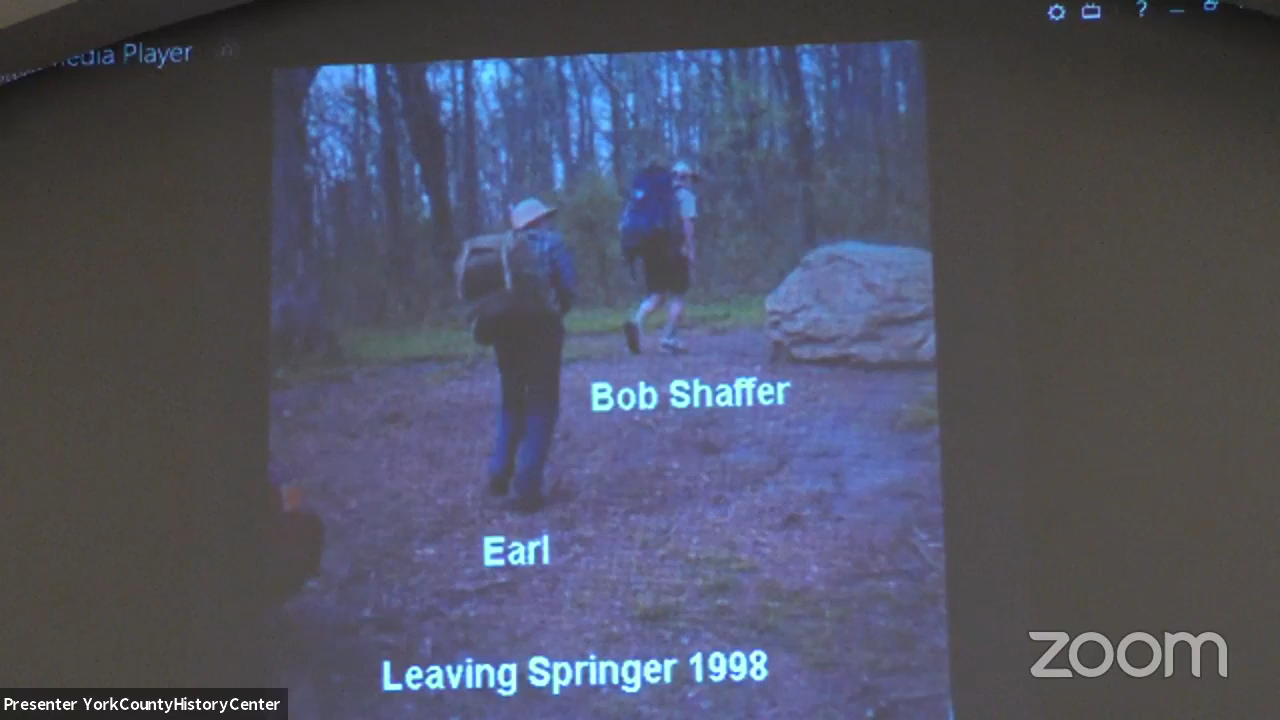 Media Player
?
Bob Shaffer
Earl
Leaving Springer 1998
zoom
Presenter YorkCountyHistoryCenter